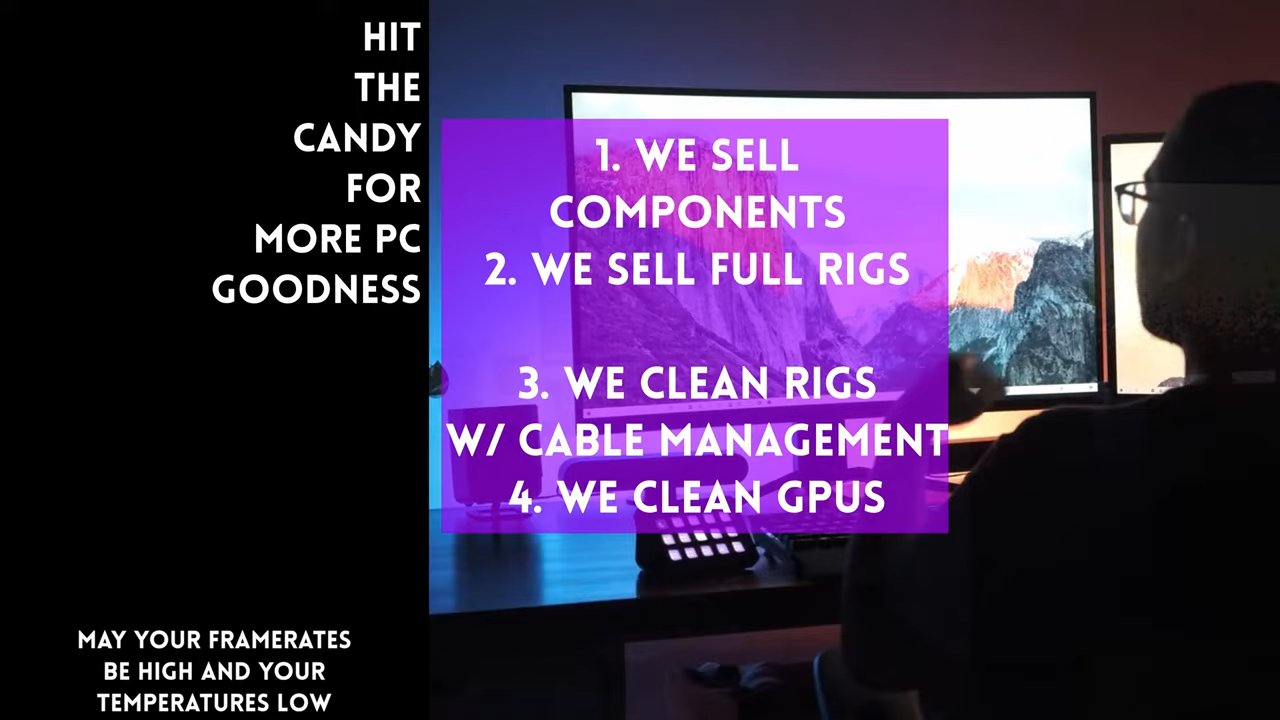 HIT
THE
CANDY
FOR
MORE PC
GOODNESS
1. WE SELL
COMPONENTS
2. WE SELL FULL RIGS
3. WE CLEAN RIGS
W/ CABLE MANAGEMENT
4. WE CLEAN GPUS
MAY YOUR FRAMERATES
BE HIGH AND YOUR
TEMPERATURES LOW